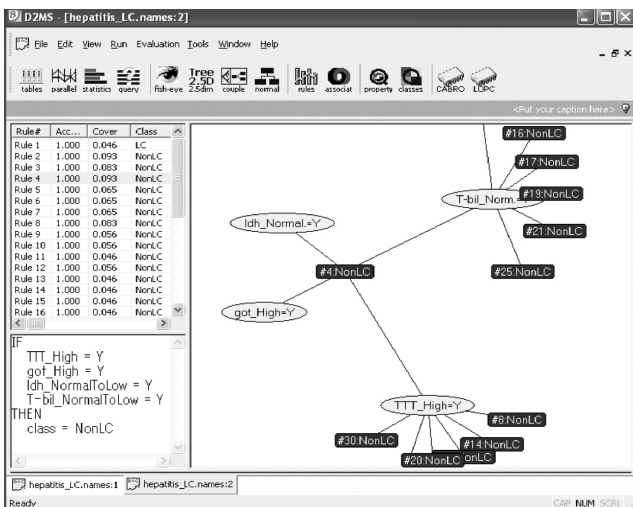 D2MS - [hepatitis_LC.names:2]
File Edit View Run Evaluation Tools Window Help
tables parallel statistics query fish-eye Tree 2.5D 2.5dim couple normal rules associat property classes CABRO LUPC
<Put your caption here>
Rule# Acc... Cover Class
Rule 1 1.000 0.046 LC
Rule 2 1.000 0.093 NonLC
Rule 3 1.000 0.083 NonLC
Rule 4 1.000 0.093 NonLC
Rule 5 1.000 0.065 NonLC
Rule 6 1.000 0.065 NonLC
Rule 7 1.000 0.065 NonLC
Rule 8 1.000 0.083 NonLC
Rule 9 1.000 0.056 NonLC
Rule 10 1.000 0.056 NonLC
Rule 11 1.000 0.046 NonLC
Rule 12 1.000 0.056 NonLC
Rule 13 1.000 0.046 NonLC
Rule 14 1.000 0.046 NonLC
Rule 15 1.000 0.046 NonLC
Rule 16 1.000 0.046 NonLC
IF
TTT_High = Y
got_High = Y
ldh_NormalToLow = Y
T-bil_NormalToLow = Y
THEN
class = NonLC
#16:NonLC
#17:NonLC
T-bil_Norm.=Y
#19:NonLC
#21:NonLC
#25:NonLC
ldh_Normal.=Y
#4:NonLC
got_High=Y
TTT_High=Y
#8:NonLC
#30:NonLC
#14:NonLC
#20:NonLC
onLC
hepatitis_LC.names:1 hepatitis_LC.names:2
Ready
CAP NUM SCRL